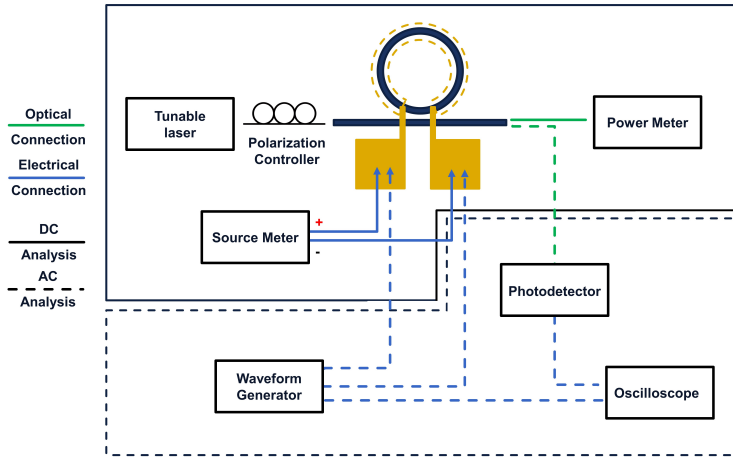 Optical
Connection
Electrical
Connection
DC
Analysis
AC
Analysis
Tunable
laser
Polarization
Controller
Power Meter
Source Meter
+
-
Photodetector
Waveform
Generator
Oscilloscope